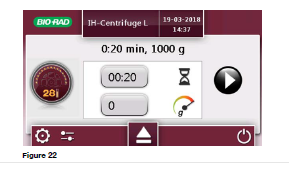 BIO-RAD
IH-Centrifuge L
19-03-2018
14:37
0:20 min, 1000 g
28
00:20
0
g
Figure 22